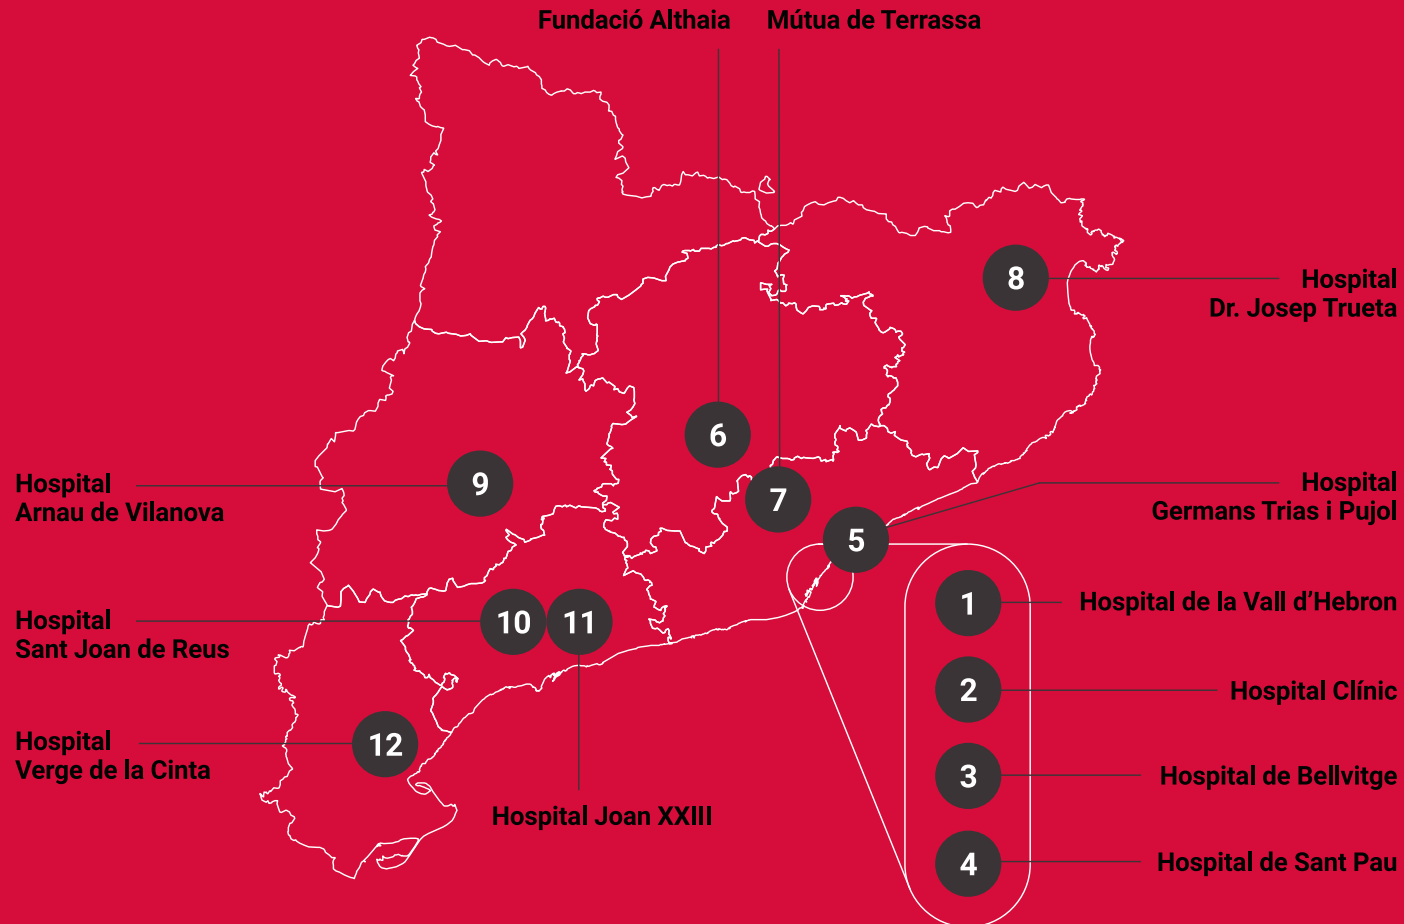 Fundació Althaia
Mútua de Terrassa
8
Hospital
Dr. Josep Trueta
6
9
Hospital
Arnau de Vilanova
7
Hospital
Germans Trias i Pujol
5
1
Hospital de la Vall d’Hebron
Hospital
Sant Joan de Reus
10
11
2
Hospital Clínic
Hospital
Verge de la Cinta
12
3
Hospital de Bellvitge
Hospital Joan XXIII
4
Hospital de Sant Pau